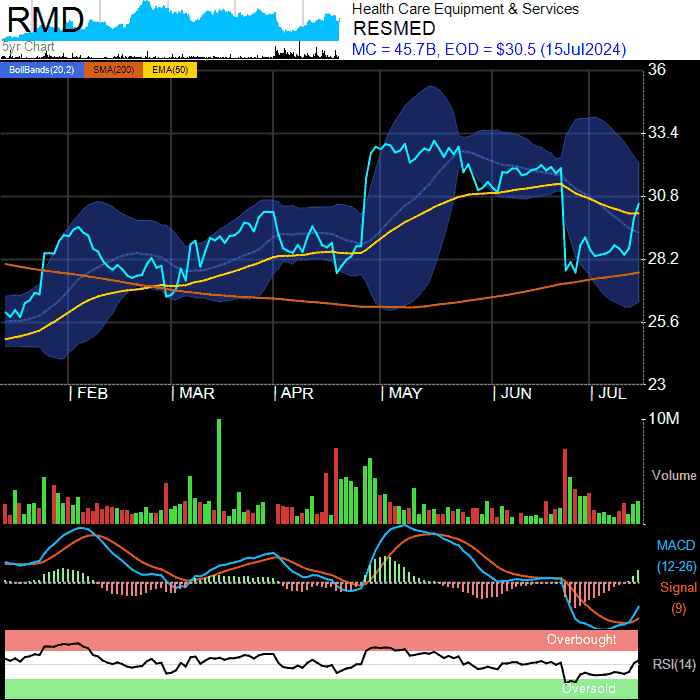 RMD
5yr Chart
Health Care Equipment & Services
RESMED
MC = 45.7B, EOD = $30.5 (15Jul2024)
BollBands(20,2) SMA(200) EMA(50)
36
33.4
30.8
28.2
25.6
23
FEB MAR APR MAY JUN JUL
10M
Volume
MACD
(12-26)
Signal
(9)
Overbought
RSI(14)
Oversold